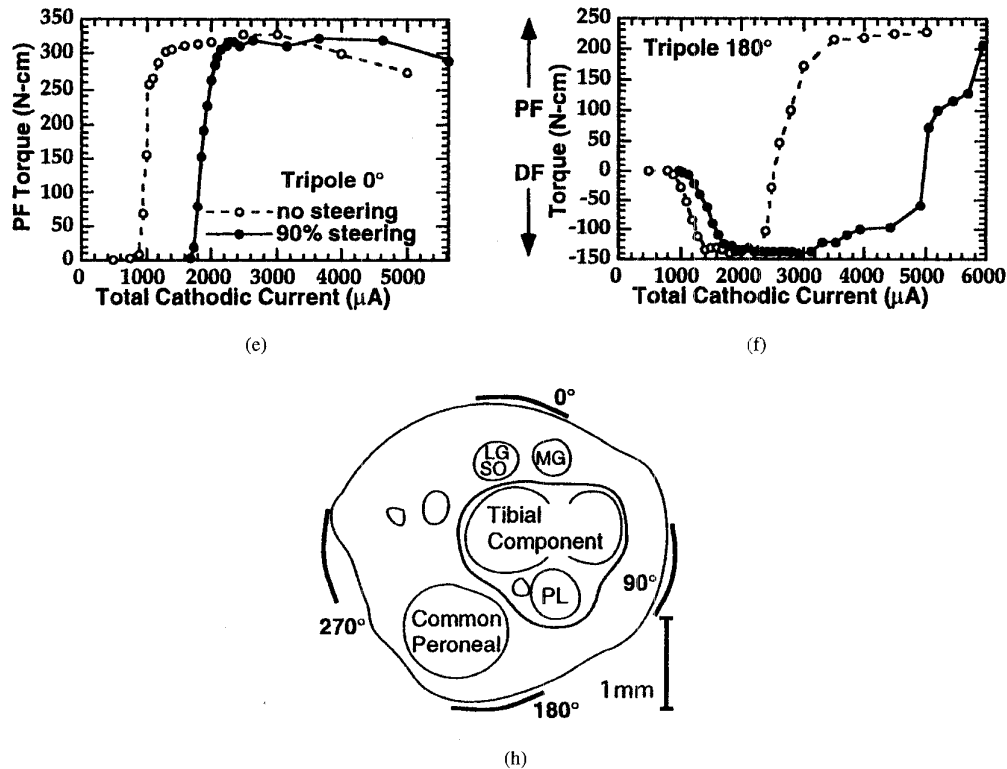 350
300
250
200
150
100
50
0
PF Torque (N-cm)
Tripole 0°
no steering
90% steering
0 1000 2000 3000 4000 5000
Total Cathodic Current (μA)
(e)
PF
DF
250
200
150
100
50
0
-50
-100
-150
Torque (N-cm)
Tripole 180°
0 1000 2000 3000 4000 5000 6000
Total Cathodic Current (μA)
(f)
0°
LG
SO
MG
Tibial
Component
PL
90°
270°
Common
Peroneal
1mm
180°
(h)